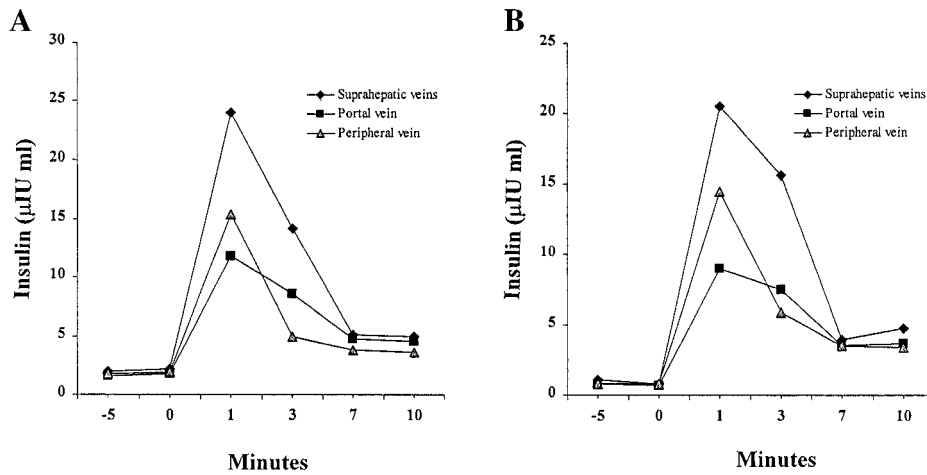 A
30
25
20
15
10
5
0
Insulin (µIU ml)
Suprahepatic veins
Portal vein
Peripheral vein
-5 0 1 3 7 10
Minutes
B
25
20
15
10
5
0
Insulin (µIU ml)
Suprahepatic veins
Portal vein
Peripheral vein
-5 0 1 3 7 10
Minutes